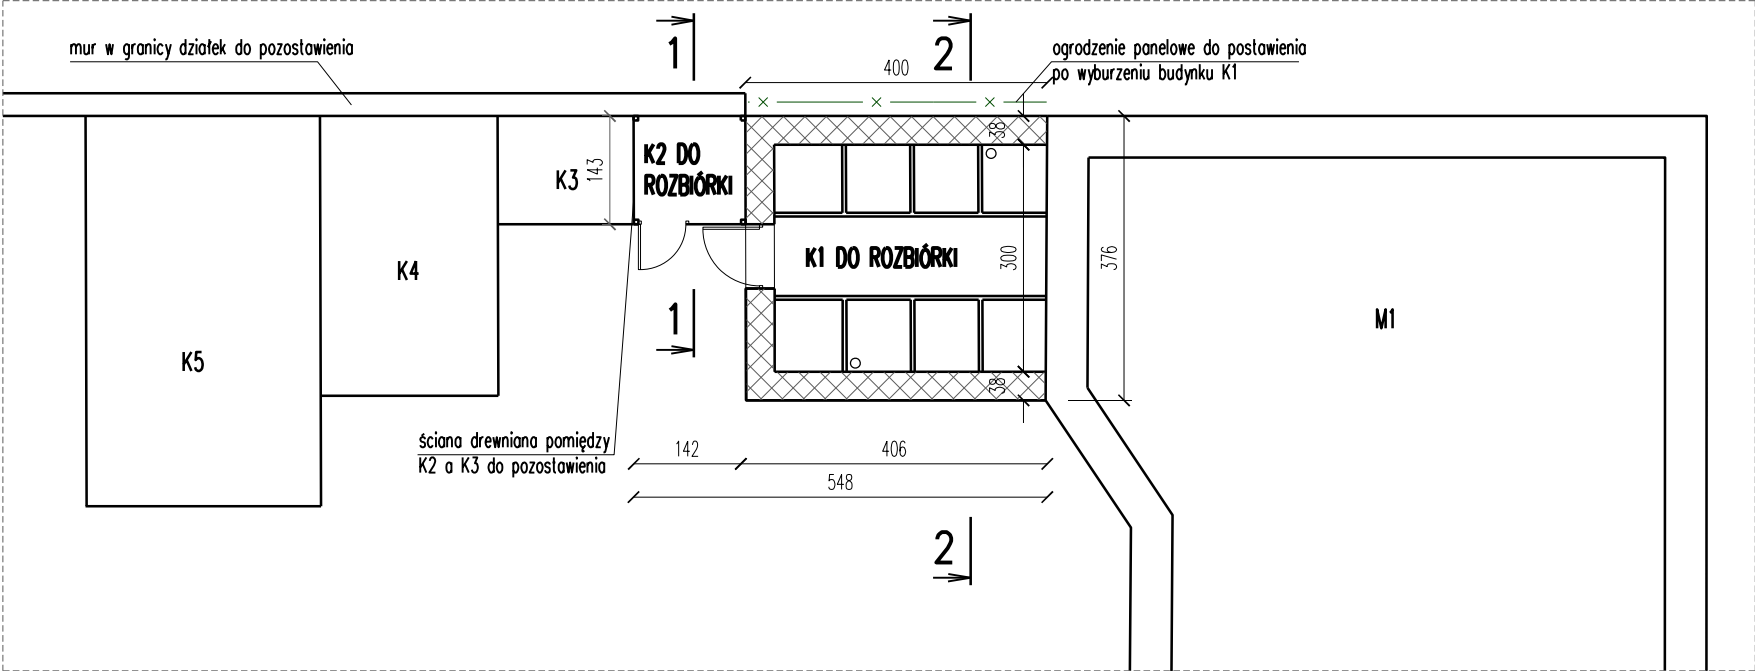 mur w granicy działek do pozostawienia
1
2
ogrodzenie panelowe do postawienia
po wyburzeniu budynku K1
400
38
K2 DO
ROZBIÓRKI
K3
143
K1 DO ROZBIÓRKI
300
376
K4
1
M1
K5
38
ściana drewniana pomiędzy
K2 a K3 do pozostawienia
142
406
548
2